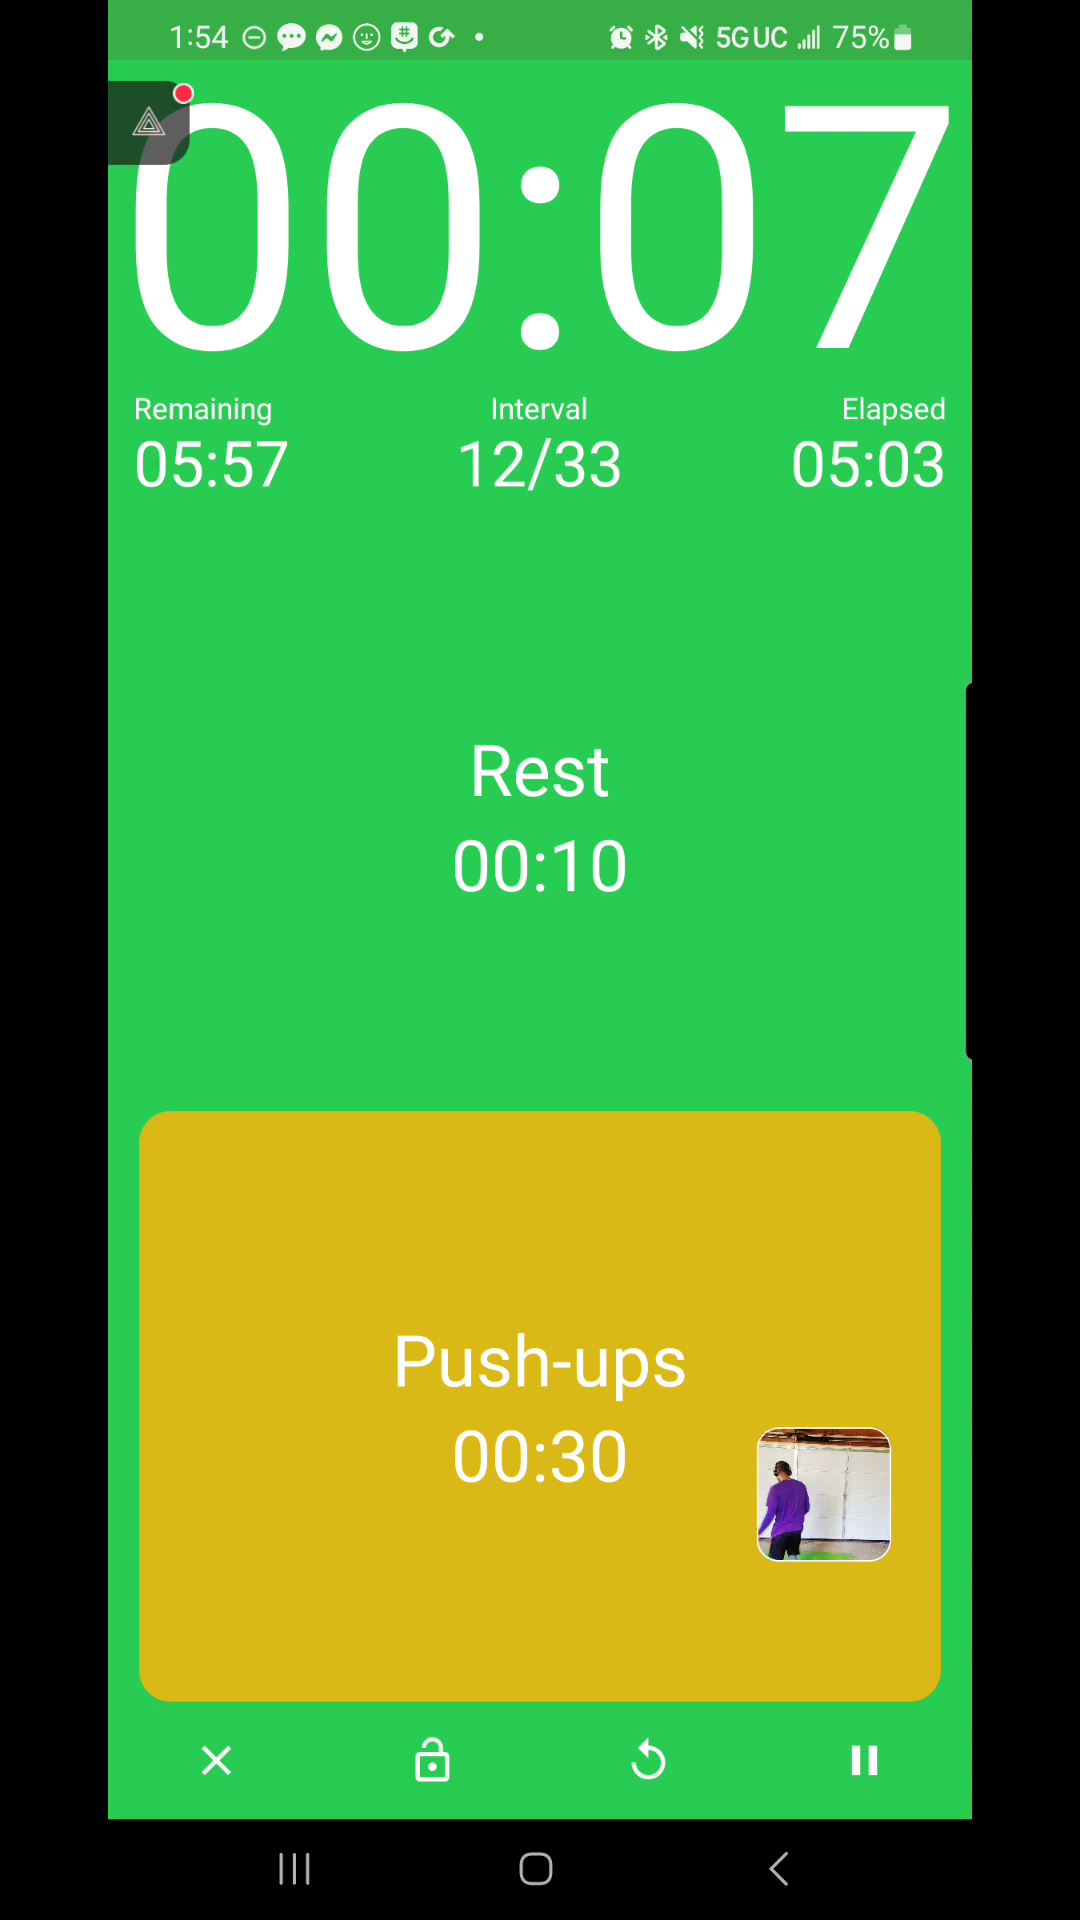 1:54 5G UC 75%
00:07
Remaining Interval Elapsed
05:57 12/33 05:03
Rest
00:10
Push-ups
00:30